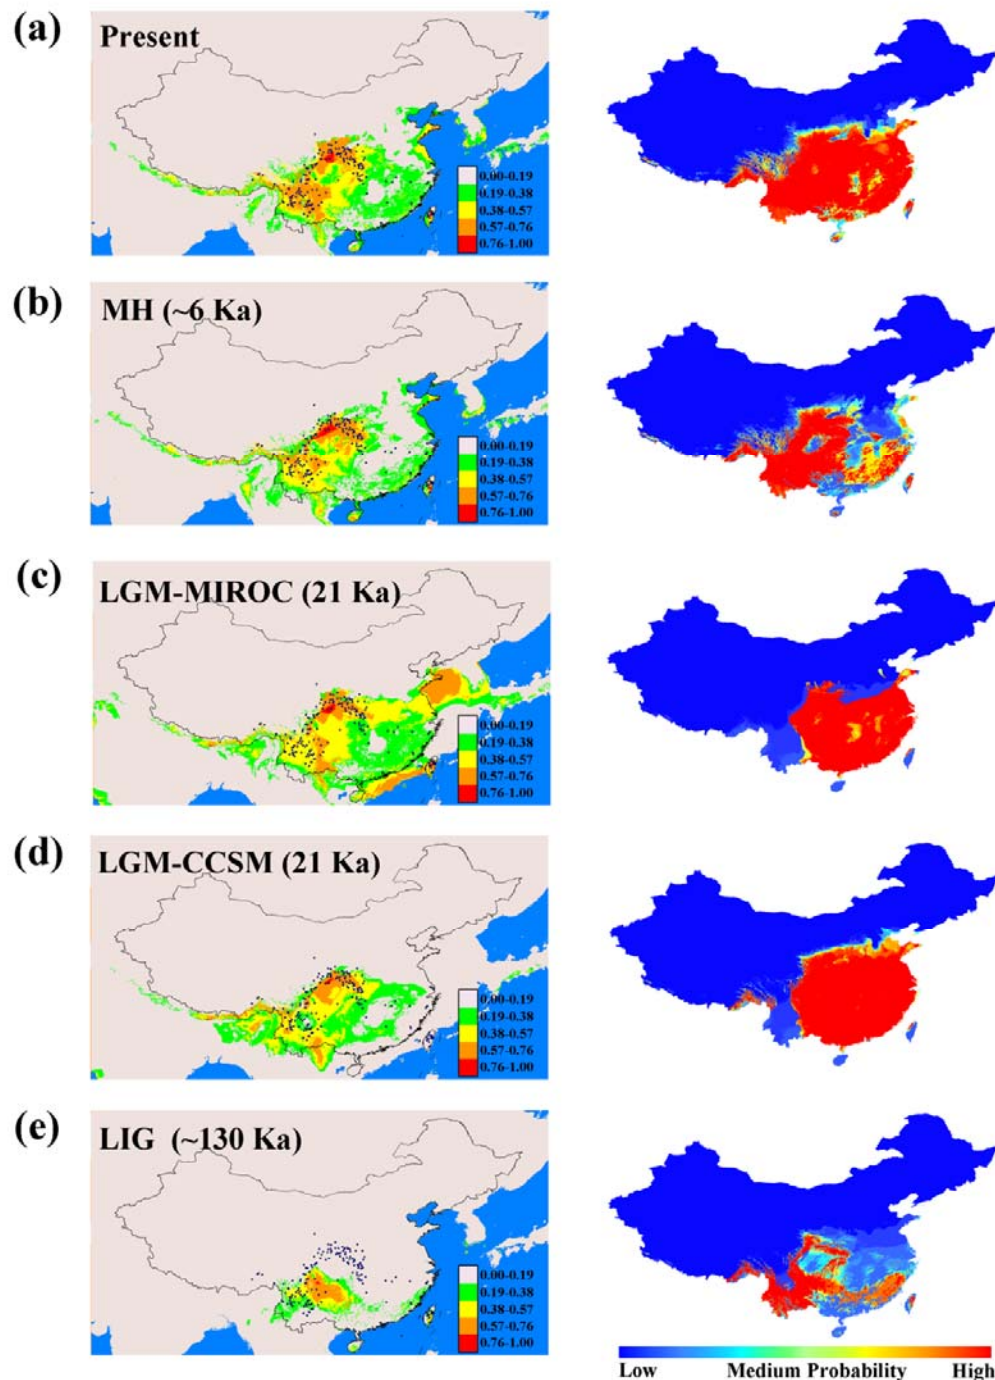 (a)
Present
0.00-0.19
0.19-0.38
0.38-0.57
0.57-0.76
0.76-1.00
(b)
MH (~6 Ka)
0.00-0.19
0.19-0.38
0.38-0.57
0.57-0.76
0.76-1.00
(c)
LGM-MIROC (21 Ka)
0.00-0.19
0.19-0.38
0.38-0.57
0.57-0.76
0.76-1.00
(d)
LGM-CCSM (21 Ka)
0.00-0.19
0.19-0.38
0.38-0.57
0.57-0.76
0.76-1.00
(e)
LIG (~130 Ka)
0.00-0.19
0.19-0.38
0.38-0.57
0.57-0.76
0.76-1.00
Low Medium Probability High